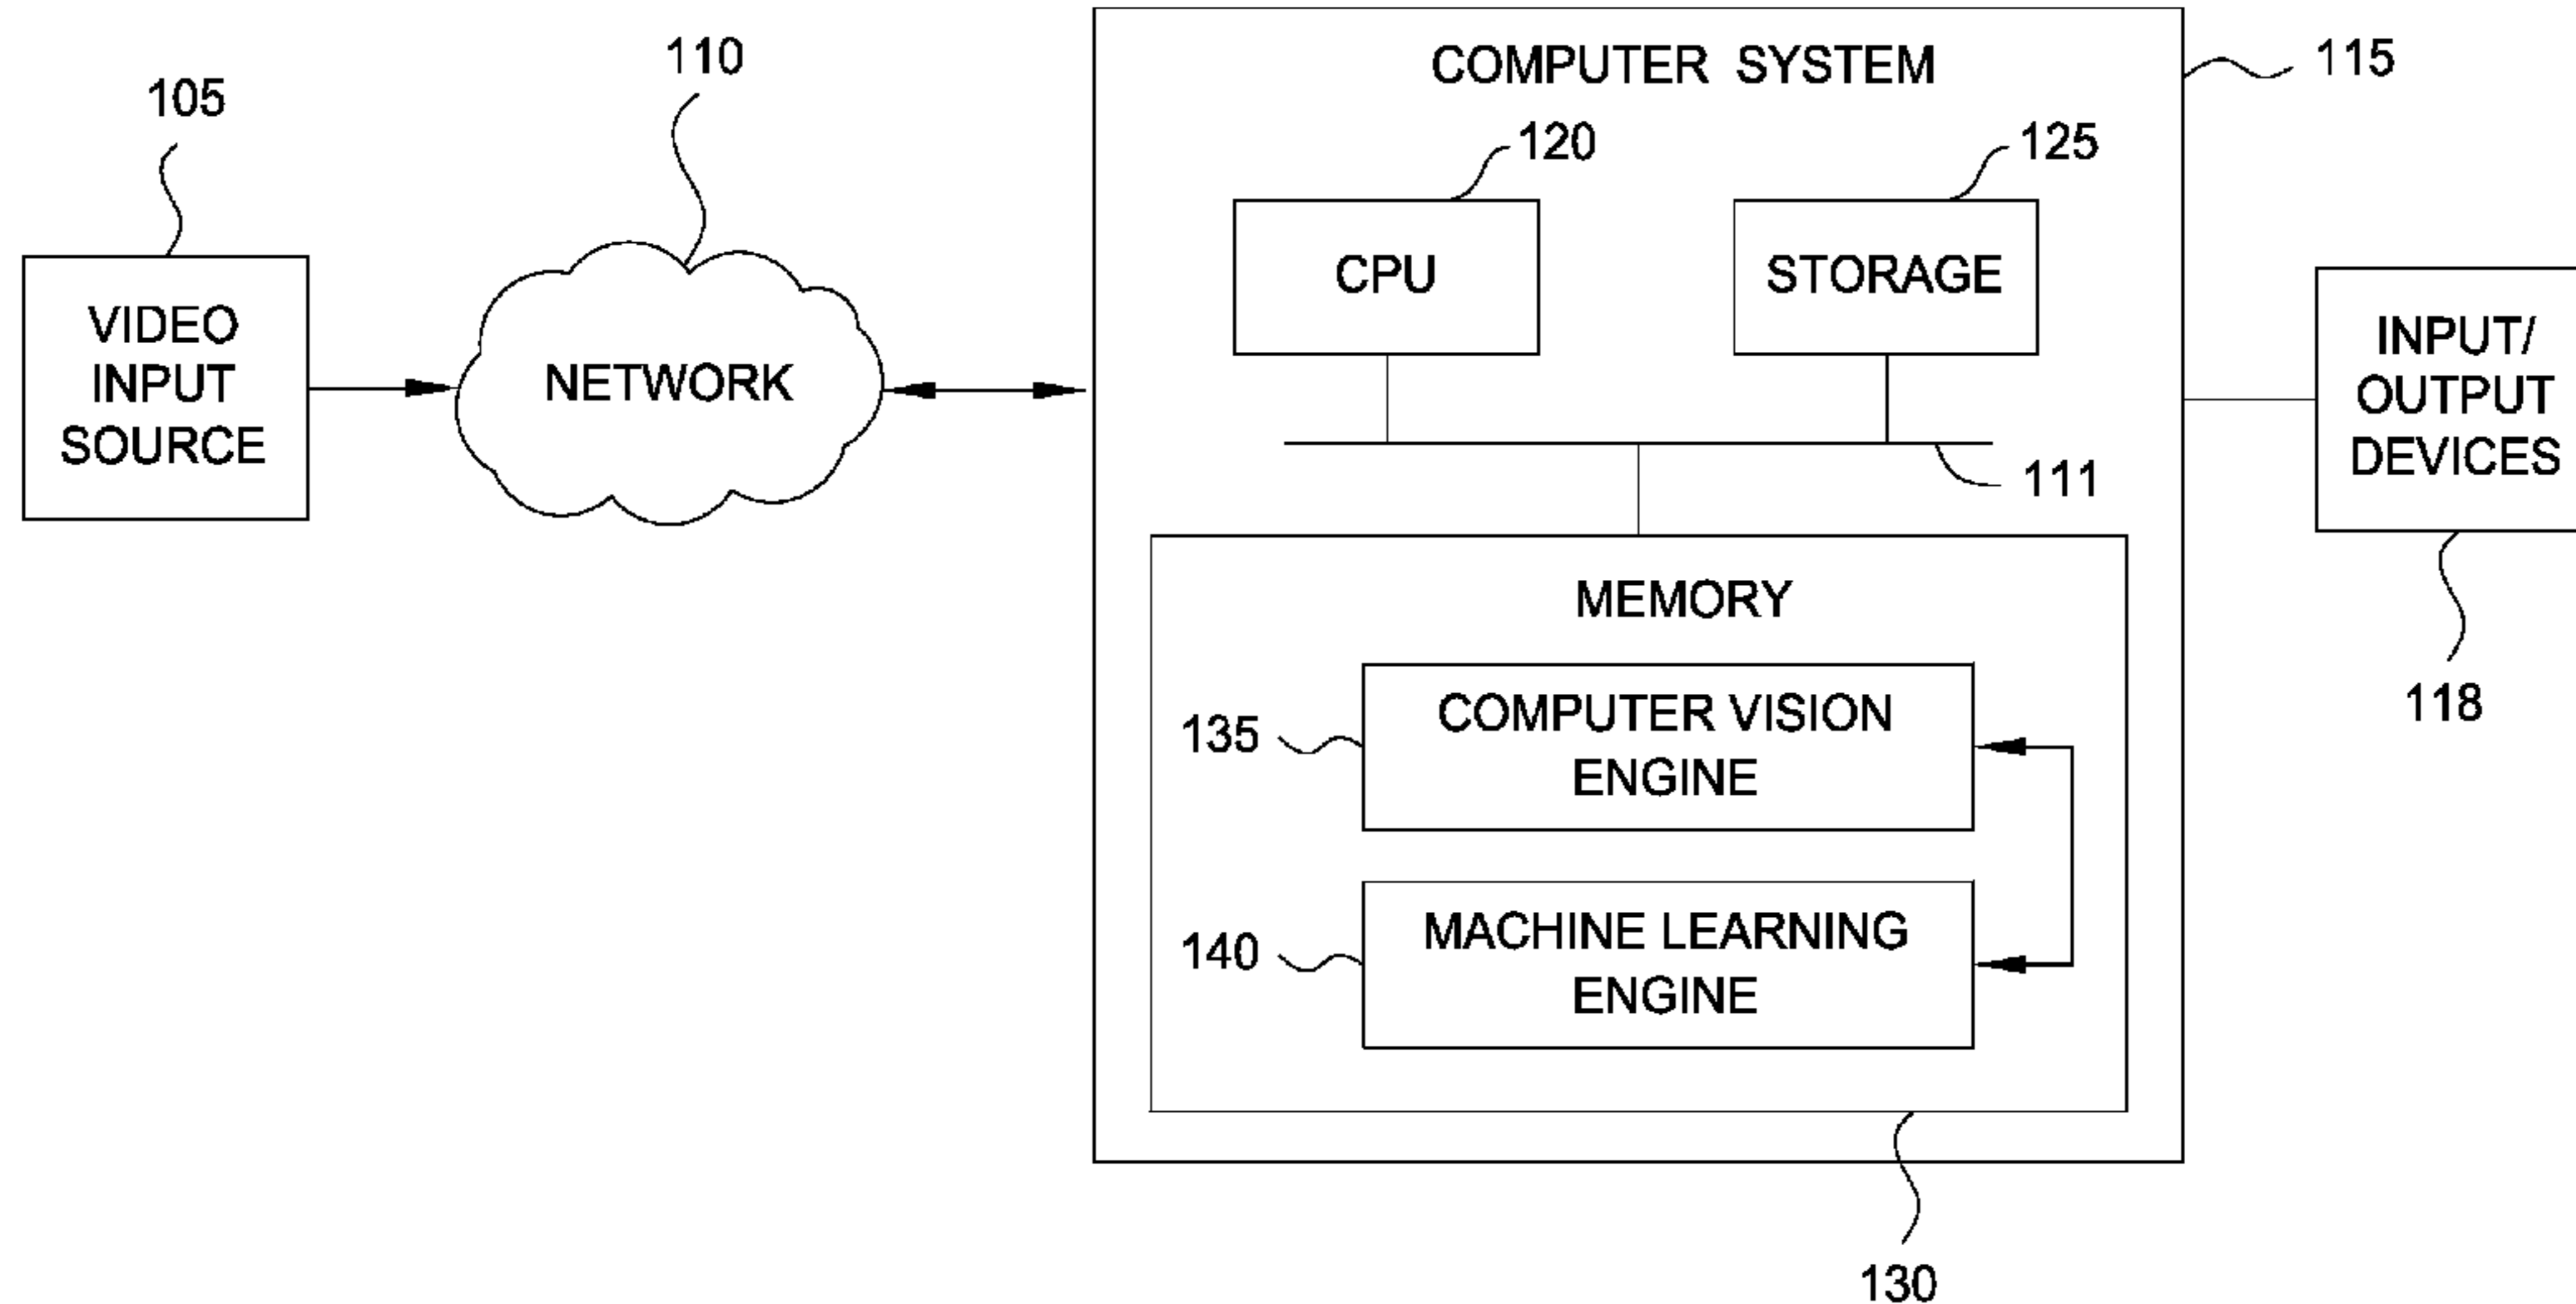 105
VIDEO
INPUT
SOURCE
110
NETWORK
COMPUTER SYSTEM
115
120
CPU
125
STORAGE
111
MEMORY
135
COMPUTER VISION
ENGINE
140
MACHINE LEARNING
ENGINE
130
INPUT/
OUTPUT
DEVICES
118